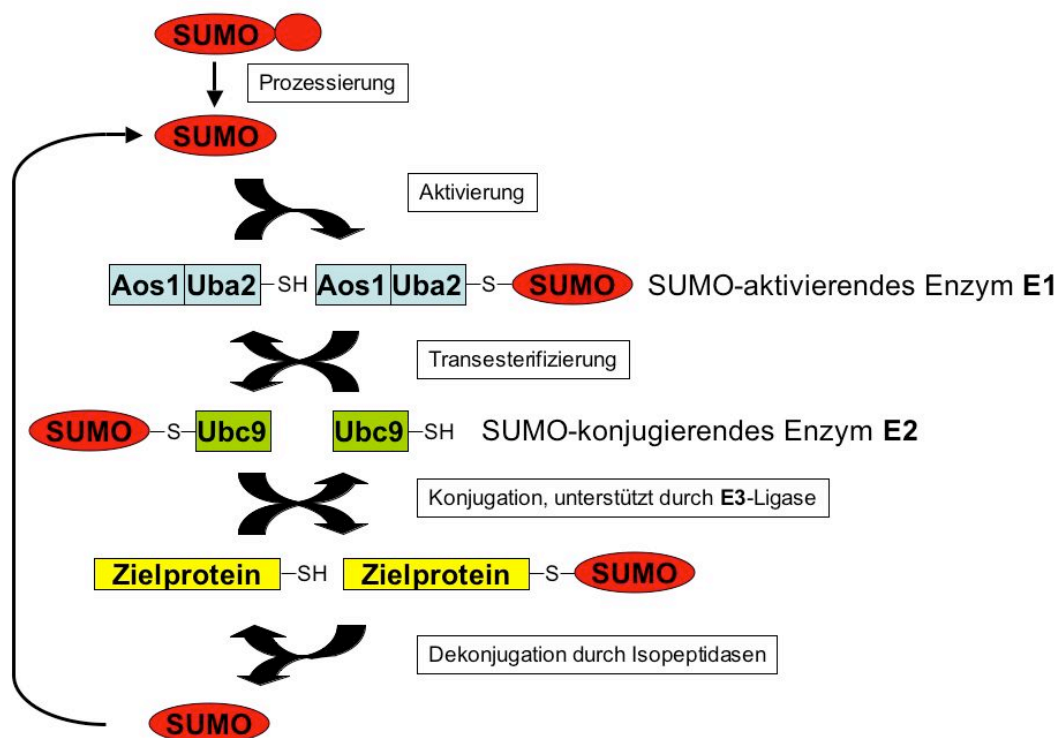 SUMO
Prozessierung
SUMO
Aktivierung
Aos1 Uba2 -SH Aos1 Uba2 -S- SUMO SUMO-aktivierendes Enzym E1
Transesterifizierung
SUMO -S- Ubc9 Ubc9 -SH SUMO-konjugierendes Enzym E2
Konjugation, unterstützt durch E3-Ligase
Zielprotein -SH Zielprotein -S- SUMO
Dekonjugation durch Isopeptidasen
SUMO